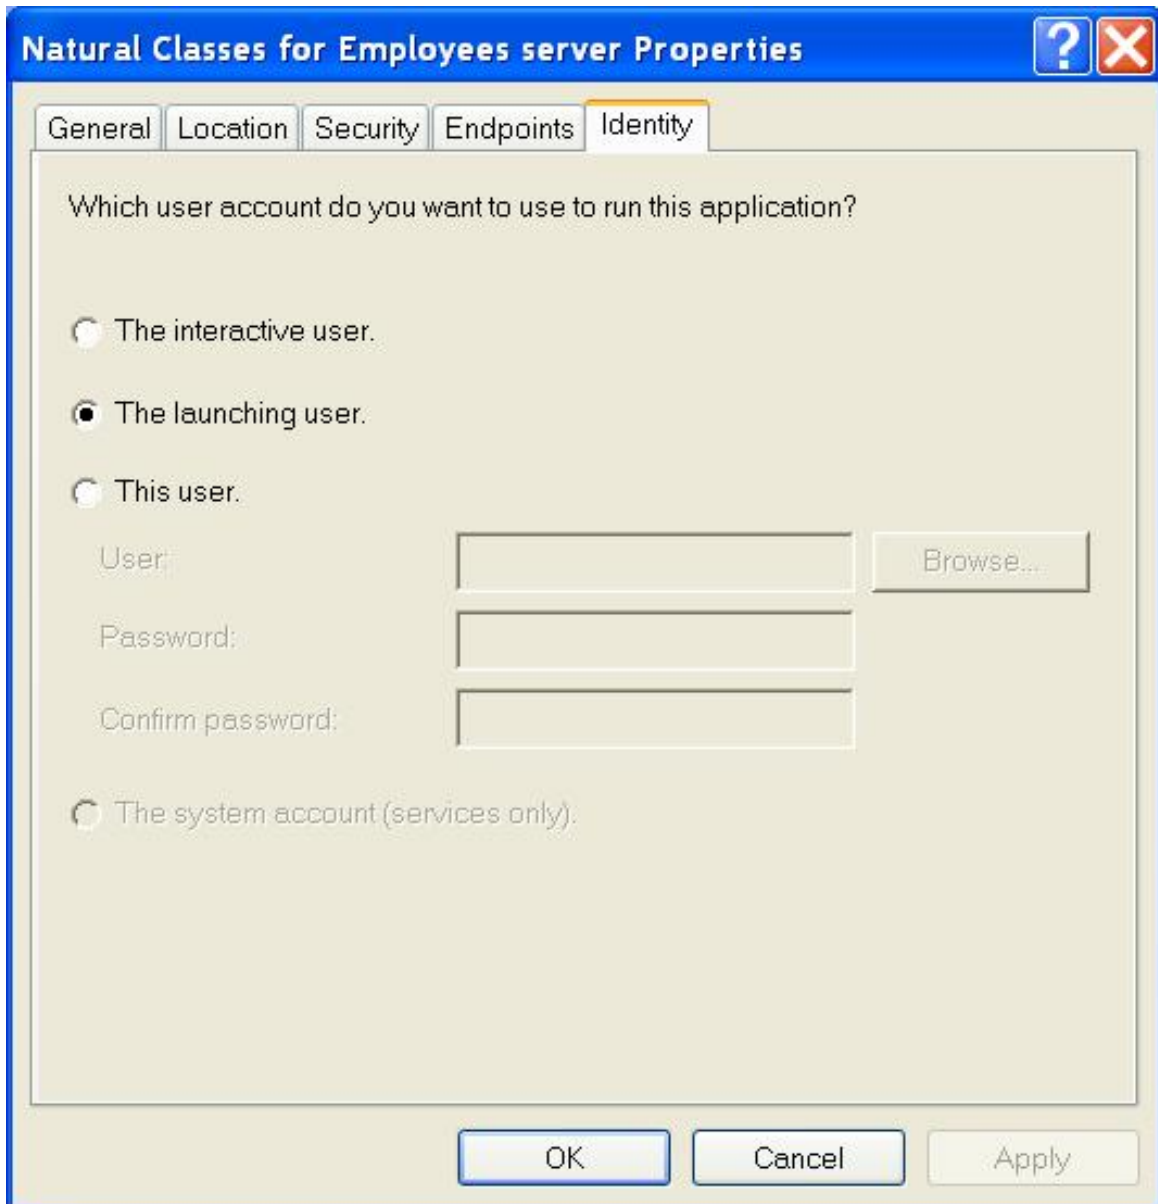 Natural Classes for Employees server Properties
General Location Security Endpoints Identity
Which user account do you want to use to run this application?
The interactive user.
The launching user.
This user.
User: Browse...
Password:
Confirm password:
The system account (services only).
OK Cancel Apply